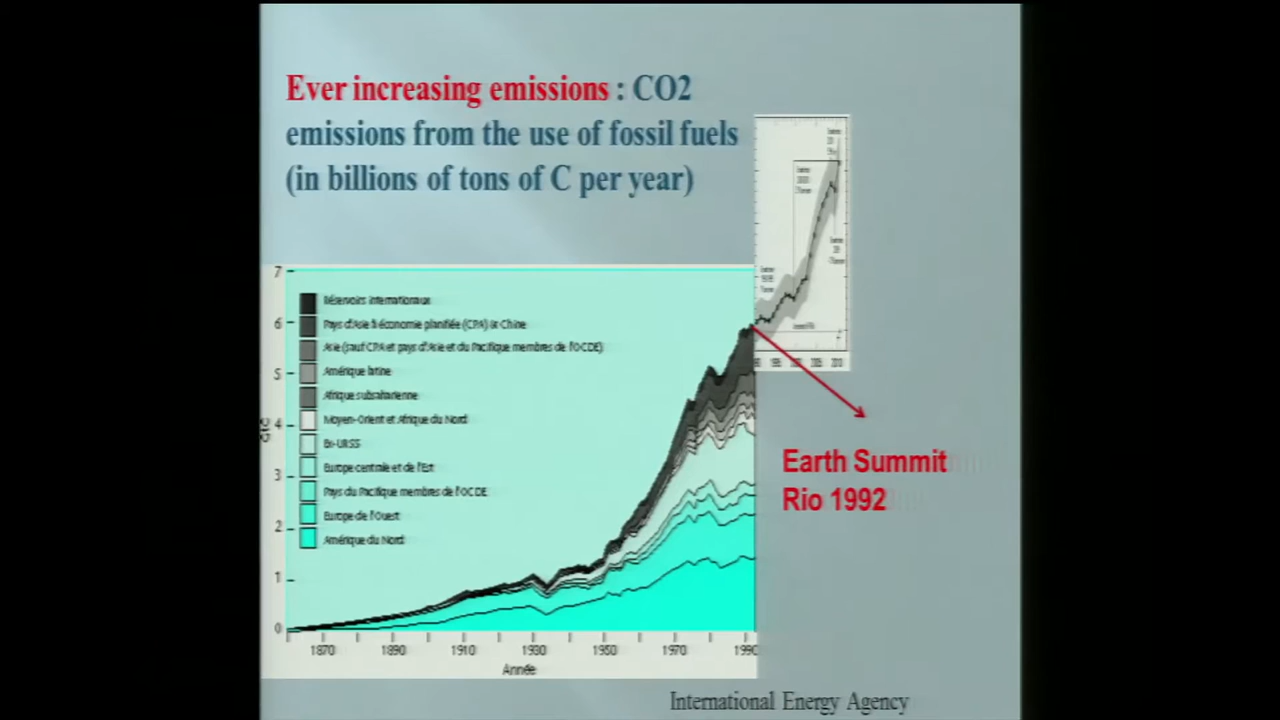 Ever increasing emissions : CO2
emissions from the use of fossil fuels
(in billions of tons of C per year)
7
6
5
4
3
2
1
0
Réservoirs internationaux
Pays d'Asie à économie planifiée (CPA) & Chine
Asie (sauf CPA et pays d'Asie et du Pacifique membres de l'OCDE)
Amérique latine
Afrique subsaharienne
Moyen-Orient et Afrique du Nord
Ex-URSS
Europe centrale et de l'Est
Pays du Pacifique membres de l'OCDE
Europe de l'Ouest
Amérique du Nord
1870 1890 1910 1930 1950 1970 1990
Année
1995 2005 2010
Earth Summit
Rio 1992
International Energy Agency